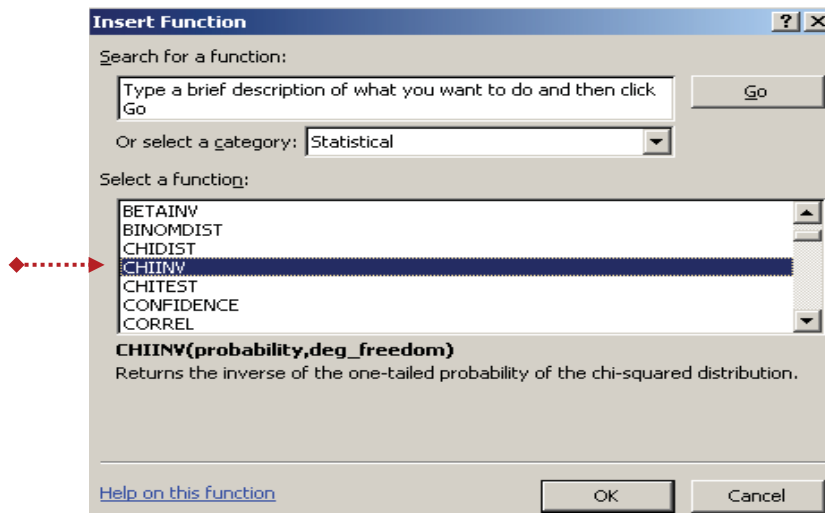 Insert Function
Search for a function:
Type a brief description of what you want to do and then click
Go
Go
Or select a category: Statistical
Select a function:
BETAINV
BINOMDIST
CHIDIST
CHIINV
CHITEST
CONFIDENCE
CORREL
CHIINV(probability,deg_freedom)
Returns the inverse of the one-tailed probability of the chi-squared distribution.
Help on this function
OK
Cancel